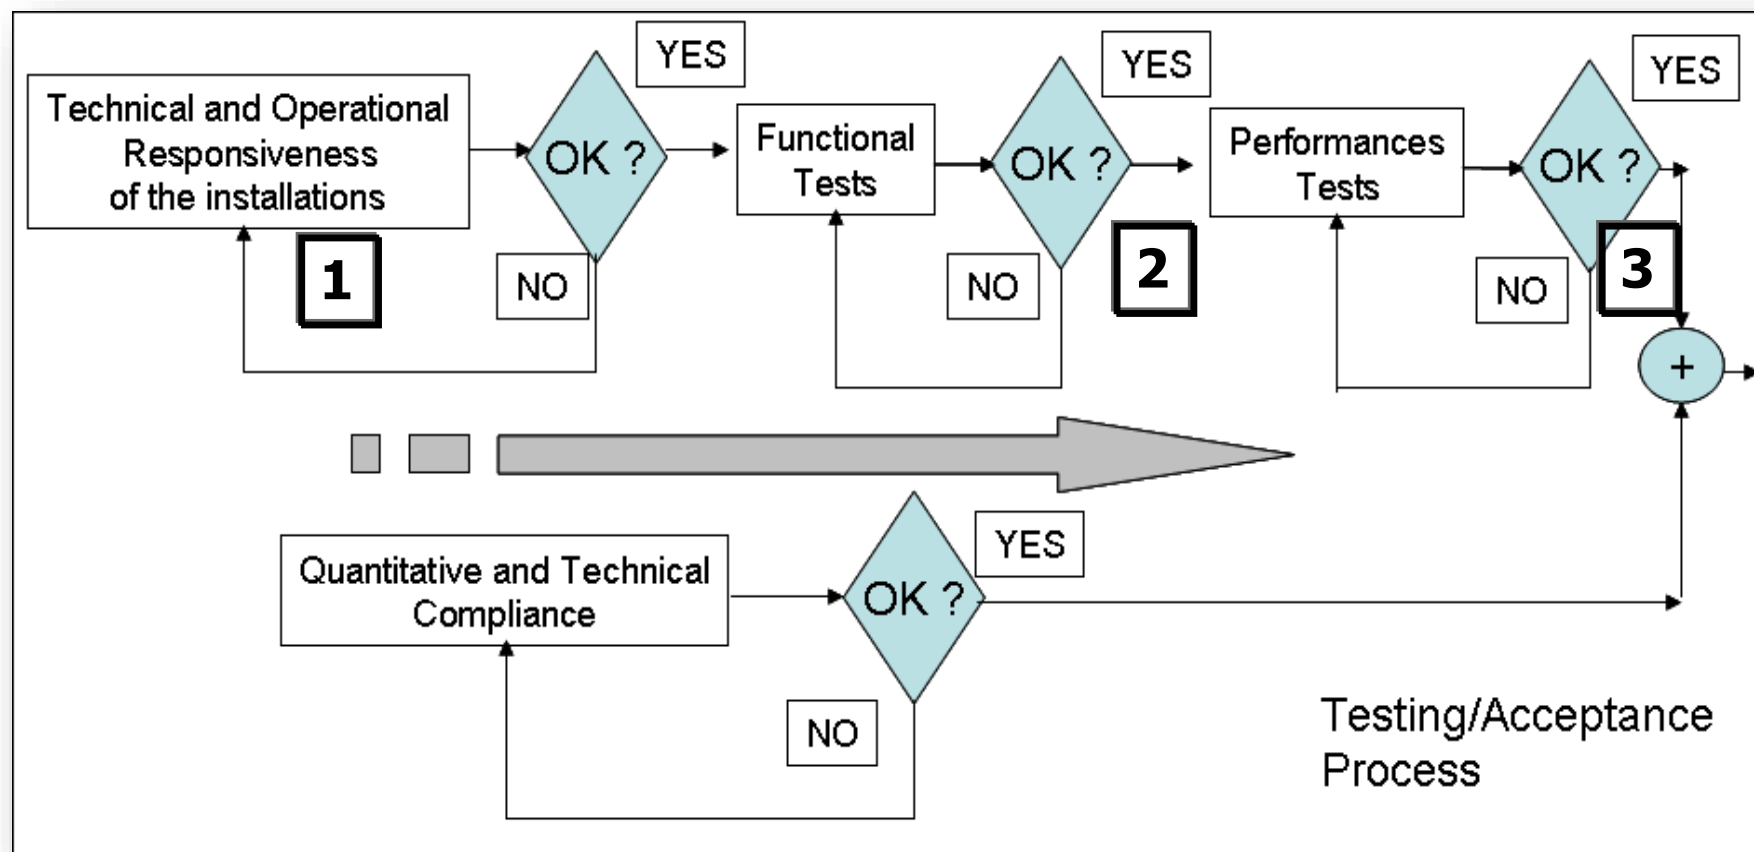 YES
YES
YES
Technical and Operational
Responsiveness
of the installations
OK ?
Functional
Tests
OK ?
Performances
Tests
OK ?
1
NO
2
NO
3
NO
+
Quantitative and Technical
Compliance
OK ?
YES
NO
Testing/Acceptance
Process